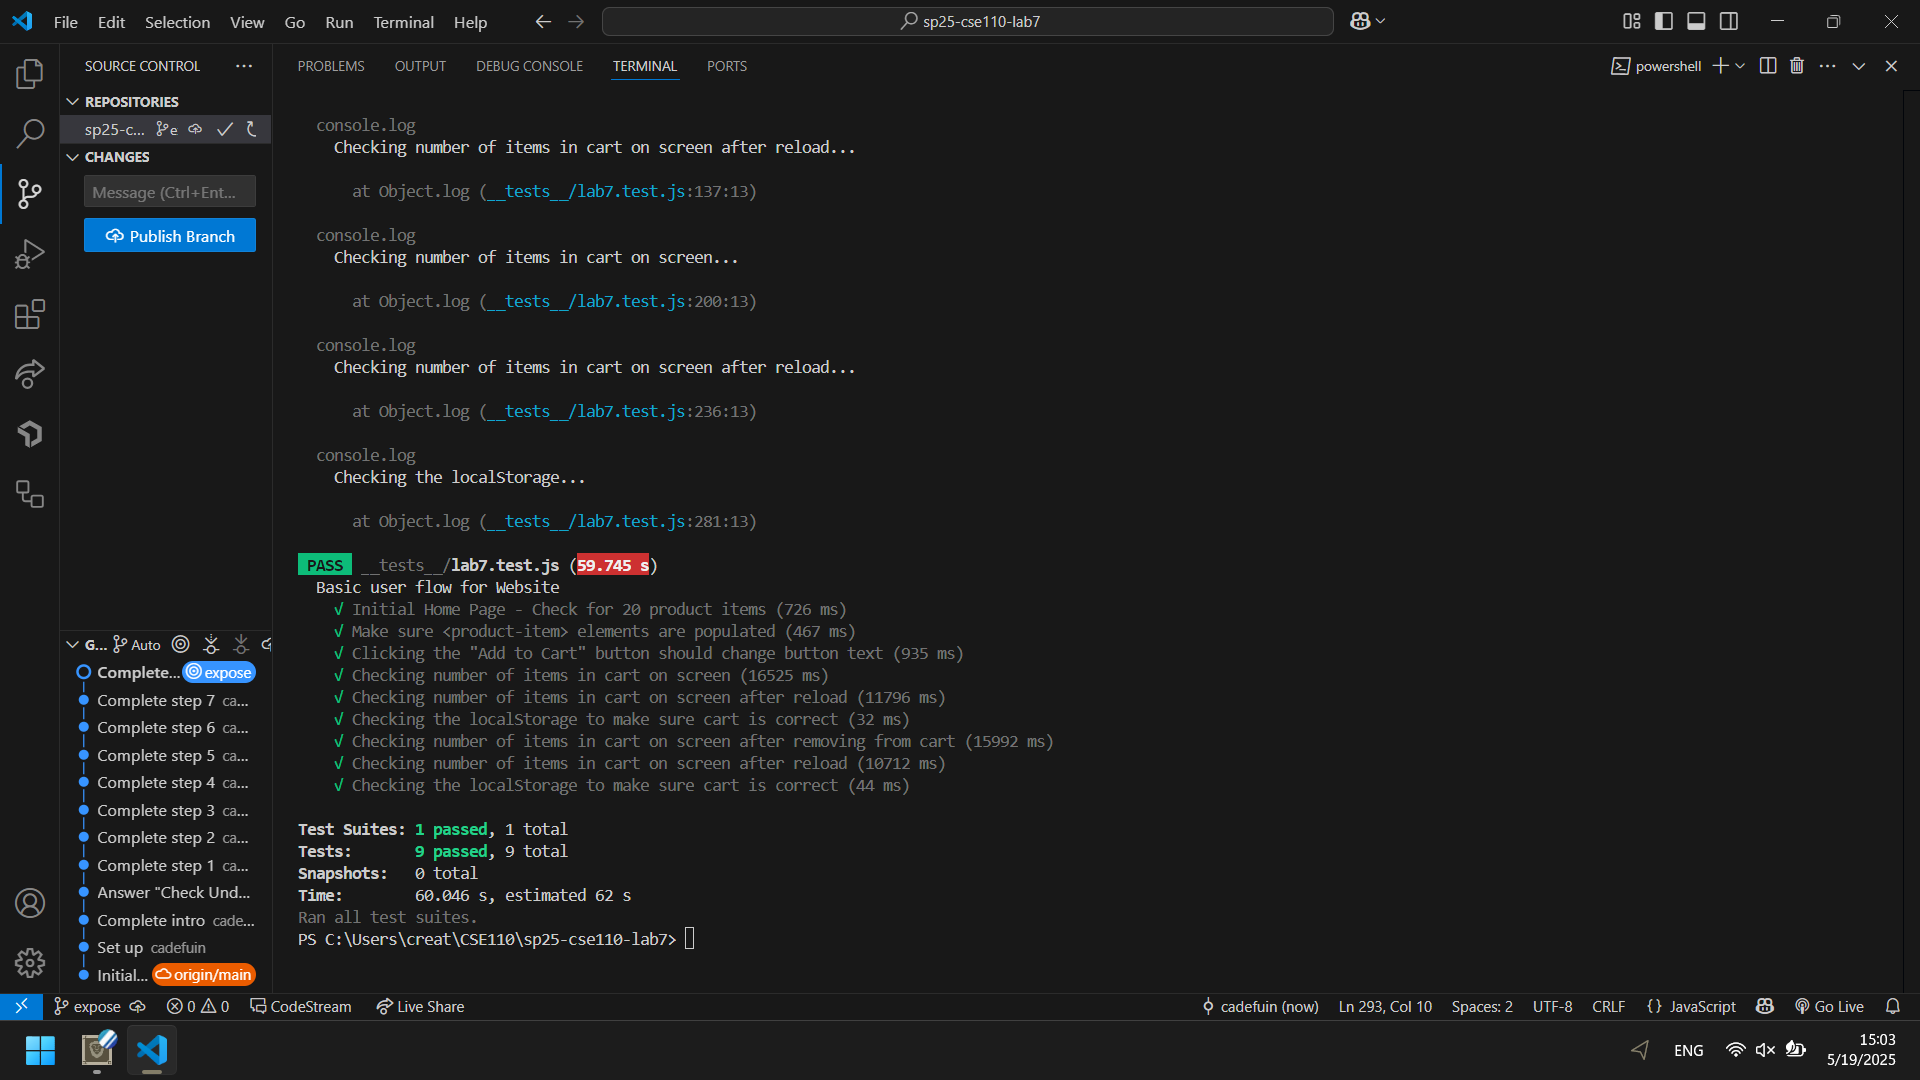 File Edit Selection View Go Run Terminal Help
sp25-cse110-lab7
SOURCE CONTROL
PROBLEMS OUTPUT DEBUG CONSOLE TERMINAL PORTS
powershell
REPOSITORIES
sp25-c... e
CHANGES
Message (Ctrl+Ent...
Publish Branch
console.log
Checking number of items in cart on screen after reload...
at Object.log (__tests__/lab7.test.js:137:13)
console.log
Checking number of items in cart on screen...
at Object.log (__tests__/lab7.test.js:200:13)
console.log
Checking number of items in cart on screen after reload...
at Object.log (__tests__/lab7.test.js:236:13)
console.log
Checking the localStorage...
at Object.log (__tests__/lab7.test.js:281:13)
PASS __tests__/lab7.test.js (59.745 s)
Basic user flow for Website
√ Initial Home Page - Check for 20 product items (726 ms)
√ Make sure <product-item> elements are populated (467 ms)
√ Clicking the "Add to Cart" button should change button text (935 ms)
√ Checking number of items in cart on screen (16525 ms)
√ Checking number of items in cart on screen after reload (11796 ms)
√ Checking the localStorage to make sure cart is correct (32 ms)
√ Checking number of items in cart on screen after removing from cart (15992 ms)
√ Checking number of items in cart on screen after reload (10712 ms)
√ Checking the localStorage to make sure cart is correct (44 ms)
Test Suites: 1 passed, 1 total
Tests: 9 passed, 9 total
Snapshots: 0 total
Time: 60.046 s, estimated 62 s
Ran all test suites.
PS C:\Users\creat\CSE110\sp25-cse110-lab7>
G... Auto
Complete... expose
Complete step 7 ca...
Complete step 6 ca...
Complete step 5 ca...
Complete step 4 ca...
Complete step 3 ca...
Complete step 2 ca...
Complete step 1 ca...
Answer "Check Und...
Complete intro cade...
Set up cadefuin
Initial... origin/main
expose 0 0 CodeStream Live Share
cadefuin (now) Ln 293, Col 10 Spaces: 2 UTF-8 CRLF {} JavaScript Go Live
ENG
15:03
5/19/2025